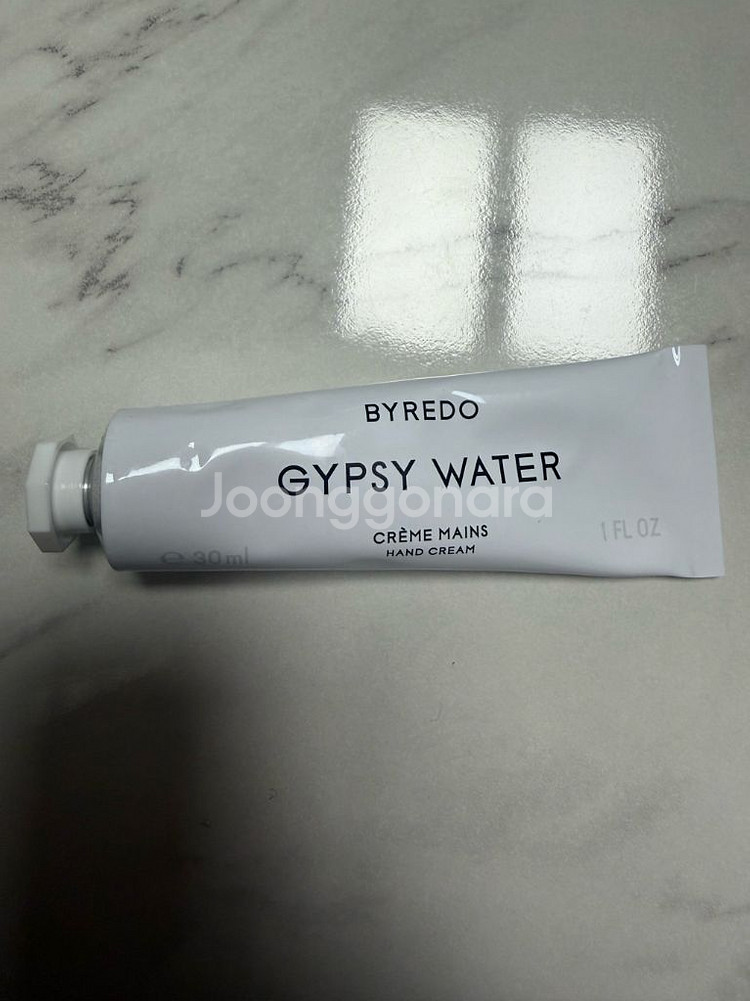 BYREDO
GYPSY WATER
Joonggonara
CRÈME MAINS
HAND CREAM
℮ 30 ml
1 FL OZ